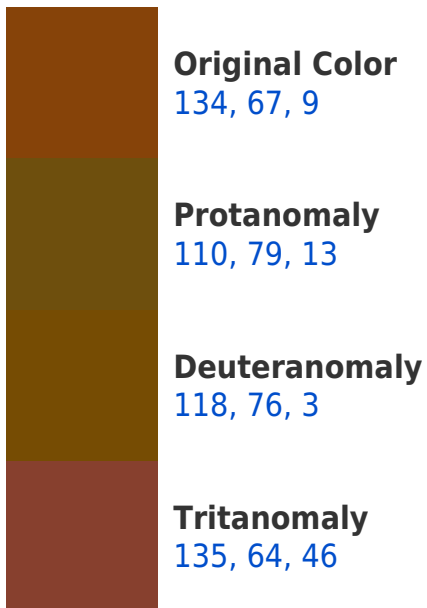 Original Color
134, 67, 9
Protanomaly
110, 79, 13
Deuteranomaly
118, 76, 3
Tritanomaly
135, 64, 46